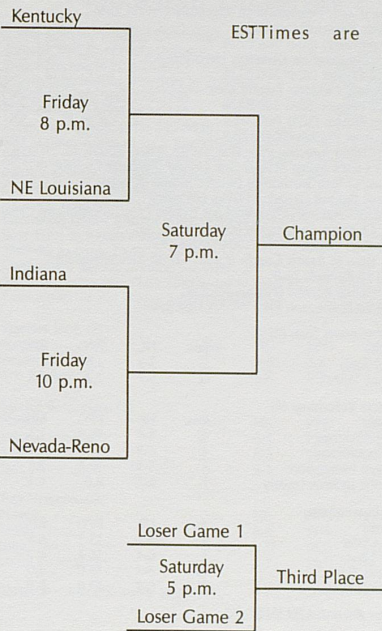 Kentucky
ESTTimes are
Friday
8 p.m.
NE Louisiana
Saturday
7 p.m.
Champion
Indiana
Friday
10 p.m.
Nevada-Reno
Loser Game 1
Saturday
5 p.m.
Third Place
Loser Game 2